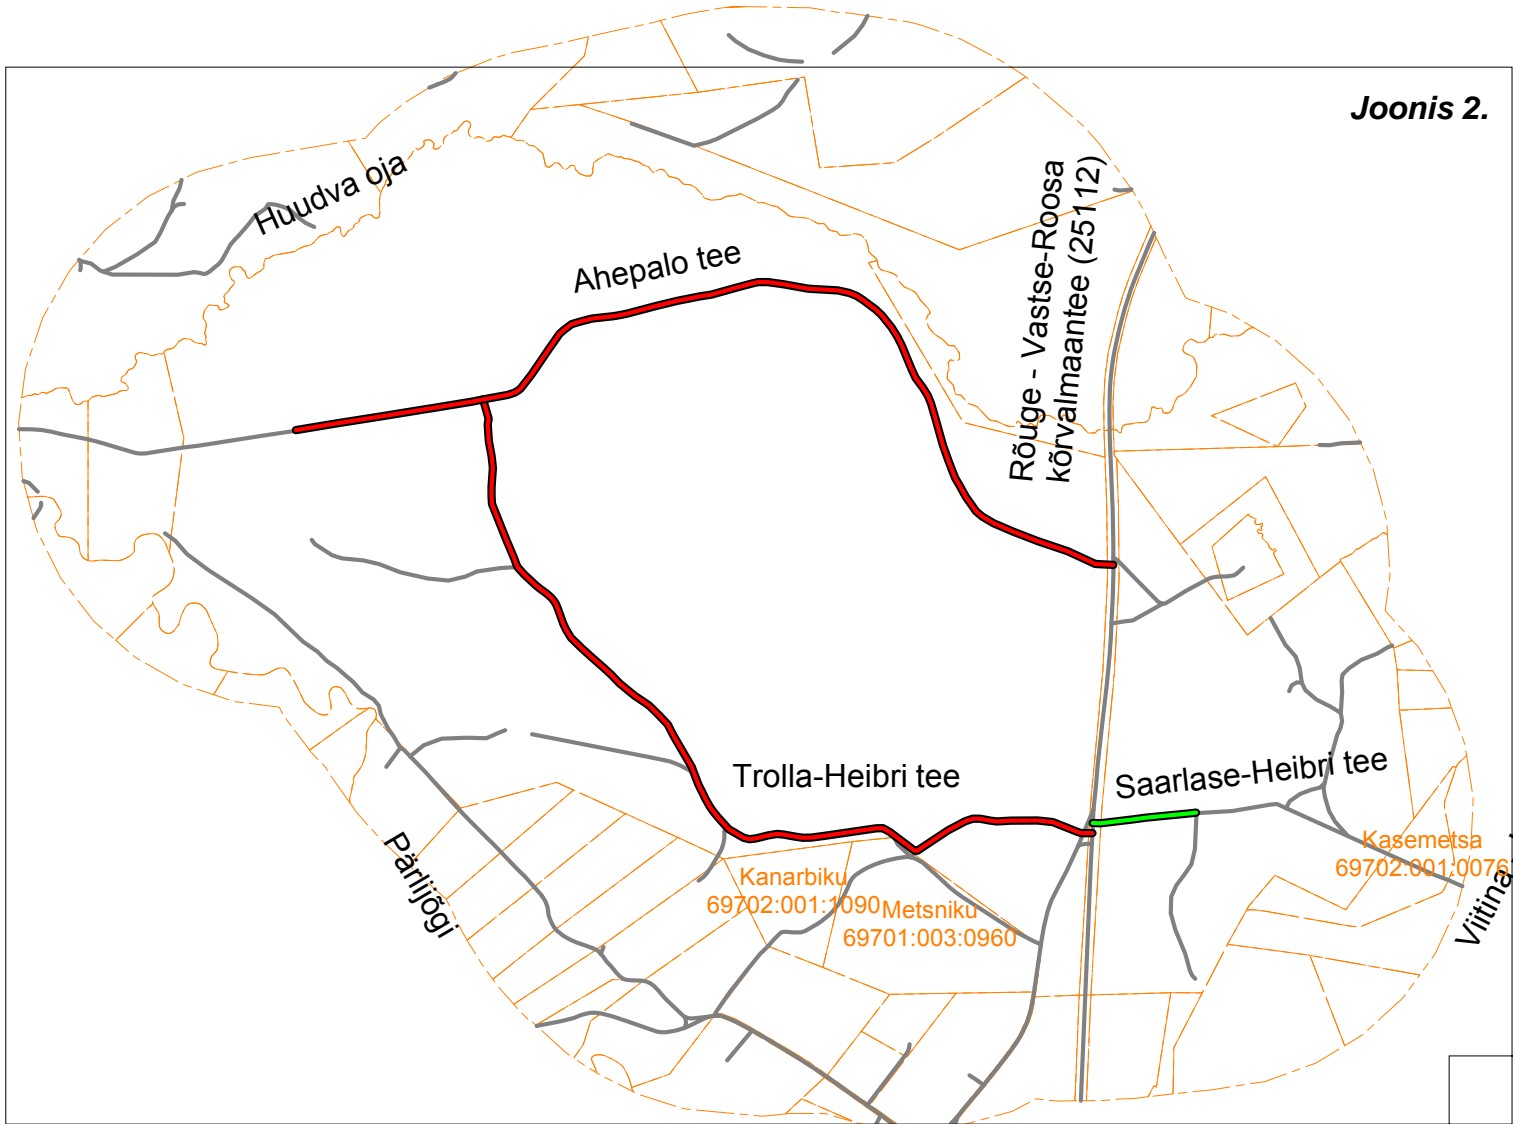 Joonis 2.
Huudva oja
Ahepalo tee
Rõuge - Vastse-Roosa
kõrvalmaantee (25112)
Trolla-Heibri tee
Saarlase-Heibri tee
Kasemetsa
69702:001:0076
Viitina
Kanarbiku
69702:001:1090
Metsniku
69701:003:0960
Pärlijõgi